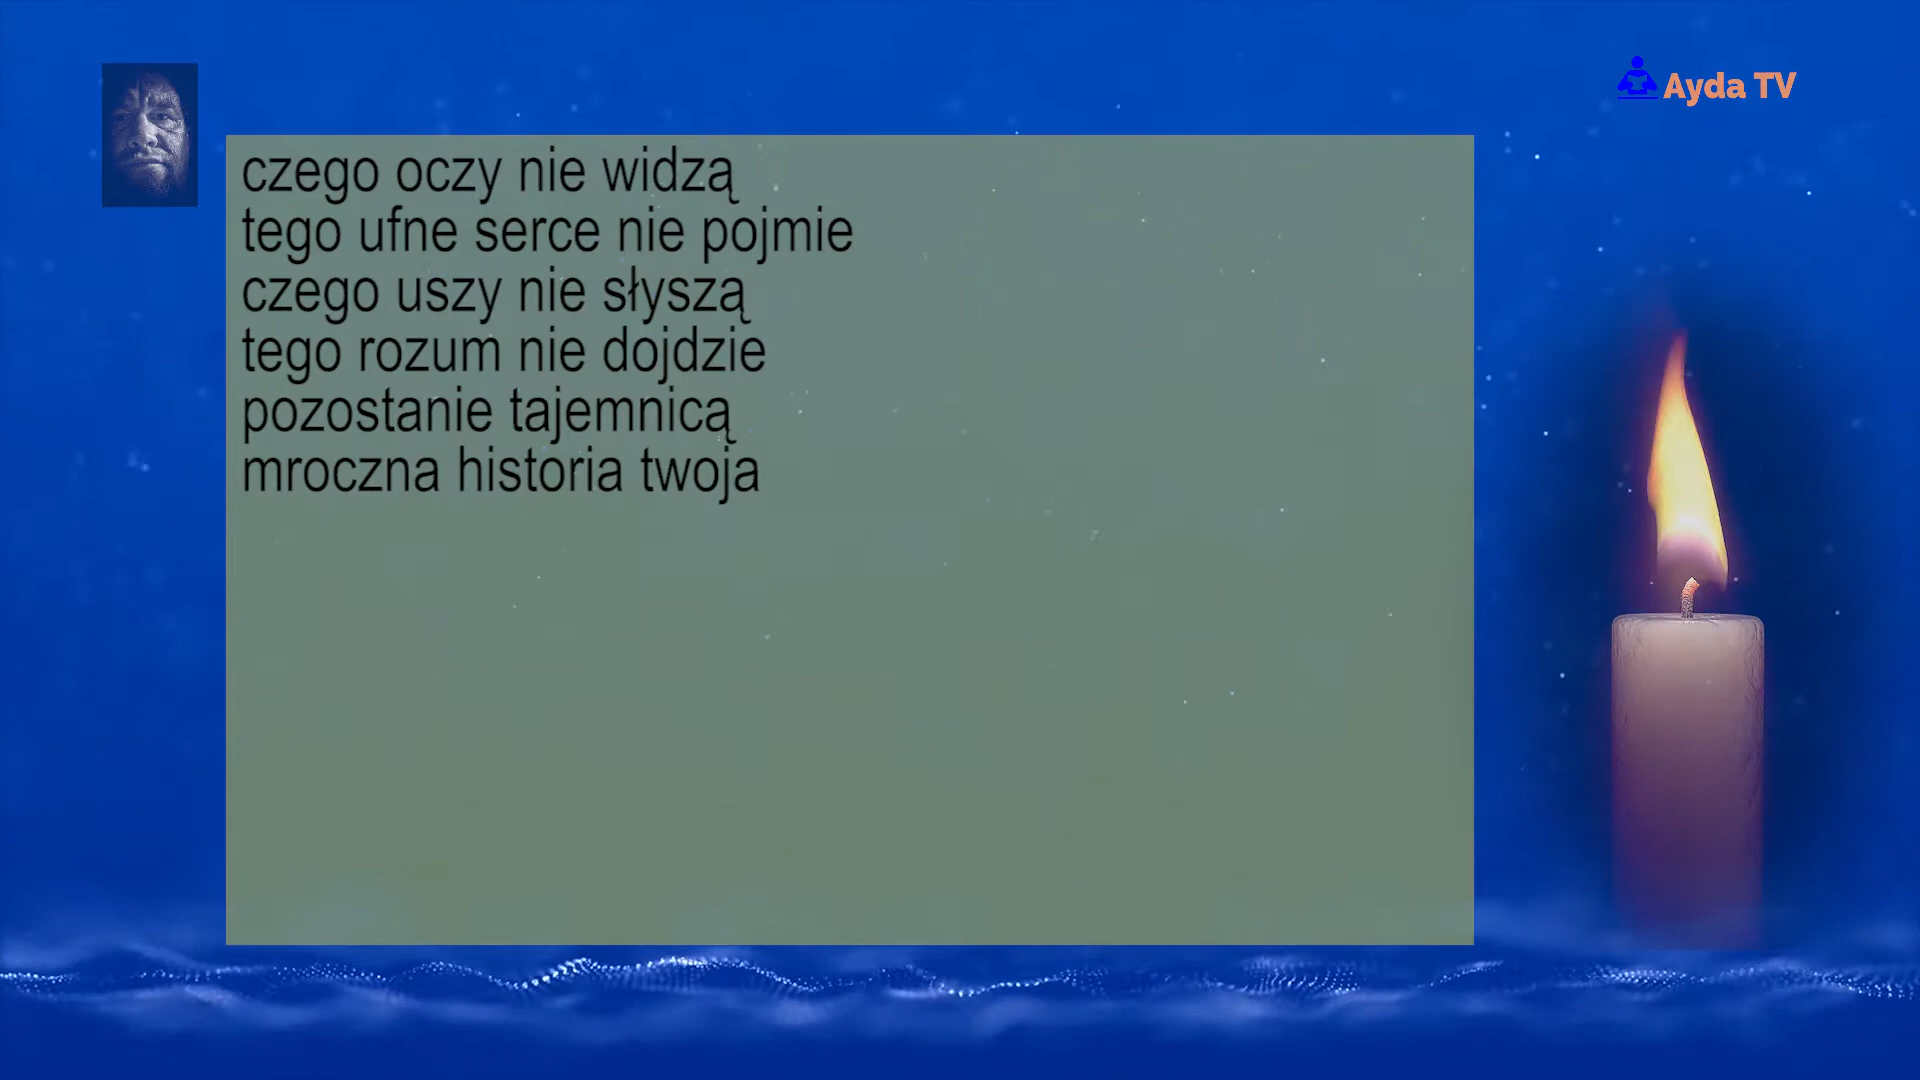 Ayda TV
czego oczy nie widzą
tego ufne serce nie pojmie
czego uszy nie słyszą
tego rozum nie dojdzie
pozostanie tajemnicą
mroczna historia twoja